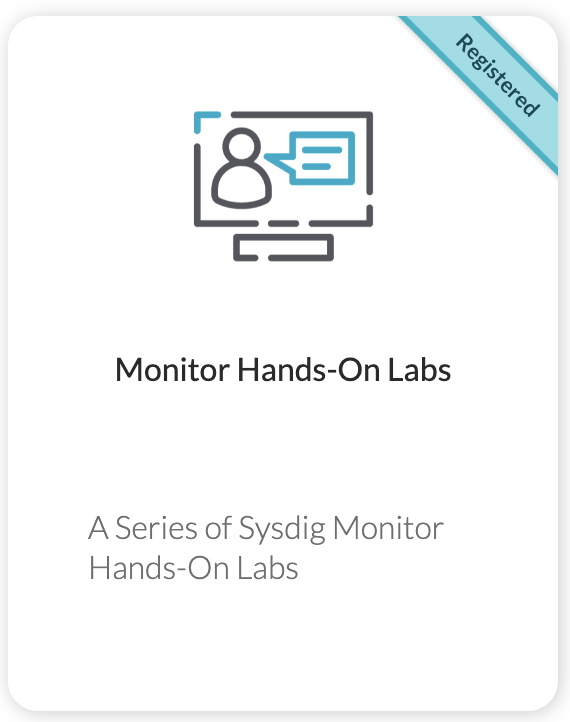 Registered
Monitor Hands-On Labs
A Series of Sysdig Monitor
Hands-On Labs